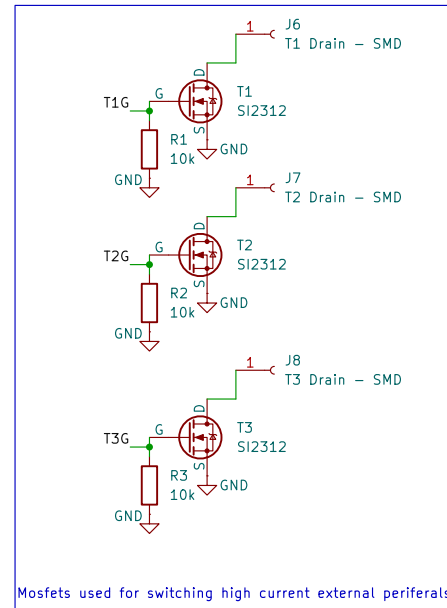 1 J6
T1 Drain – SMD
D
T1G G T1
SI2312
R1 S
10k GND
GND
1 J7
T2 Drain – SMD
D
T2G G T2
SI2312
R2 S
10k GND
GND
1 J8
T3 Drain – SMD
D
T3G G T3
SI2312
R3 S
10k GND
GND
Mosfets used for switching high current external periferals